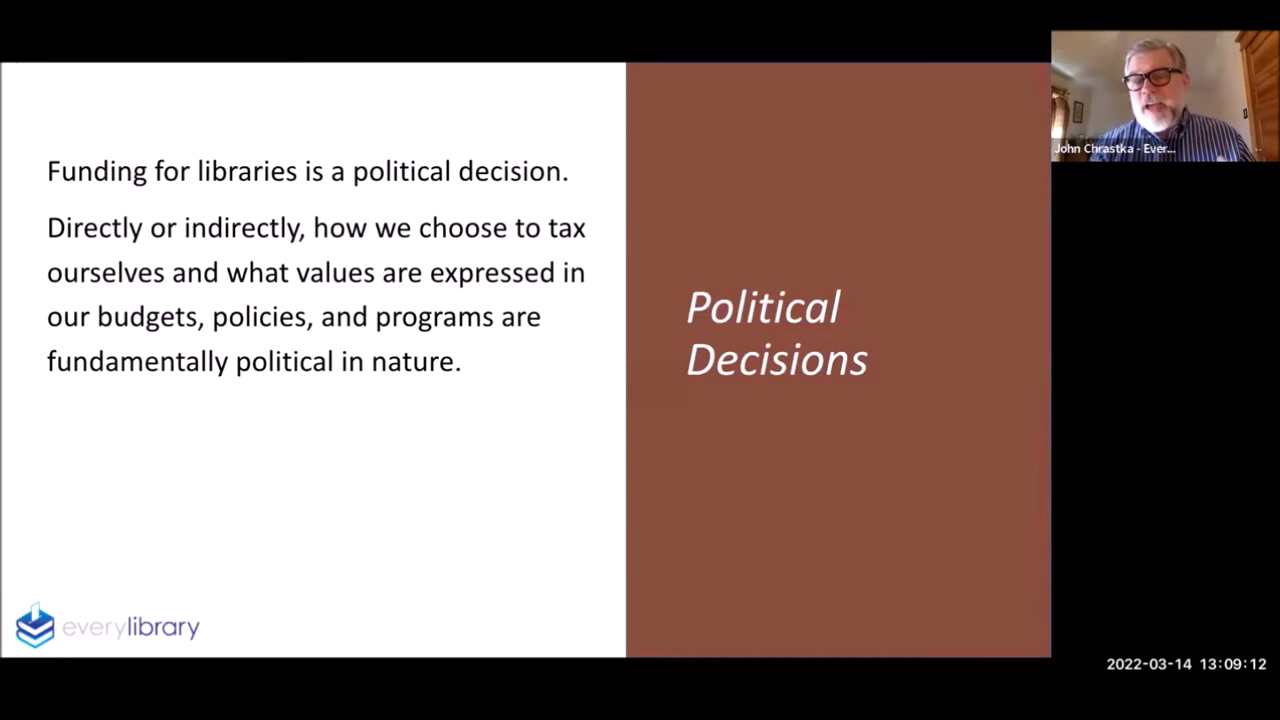 Funding for libraries is a political decision.
Directly or indirectly, how we choose to tax
ourselves and what values are expressed in
our budgets, policies, and programs are
fundamentally political in nature.
Political
Decisions
everylibrary
John Chrastka - Ever...
2022-03-14 13:09:12